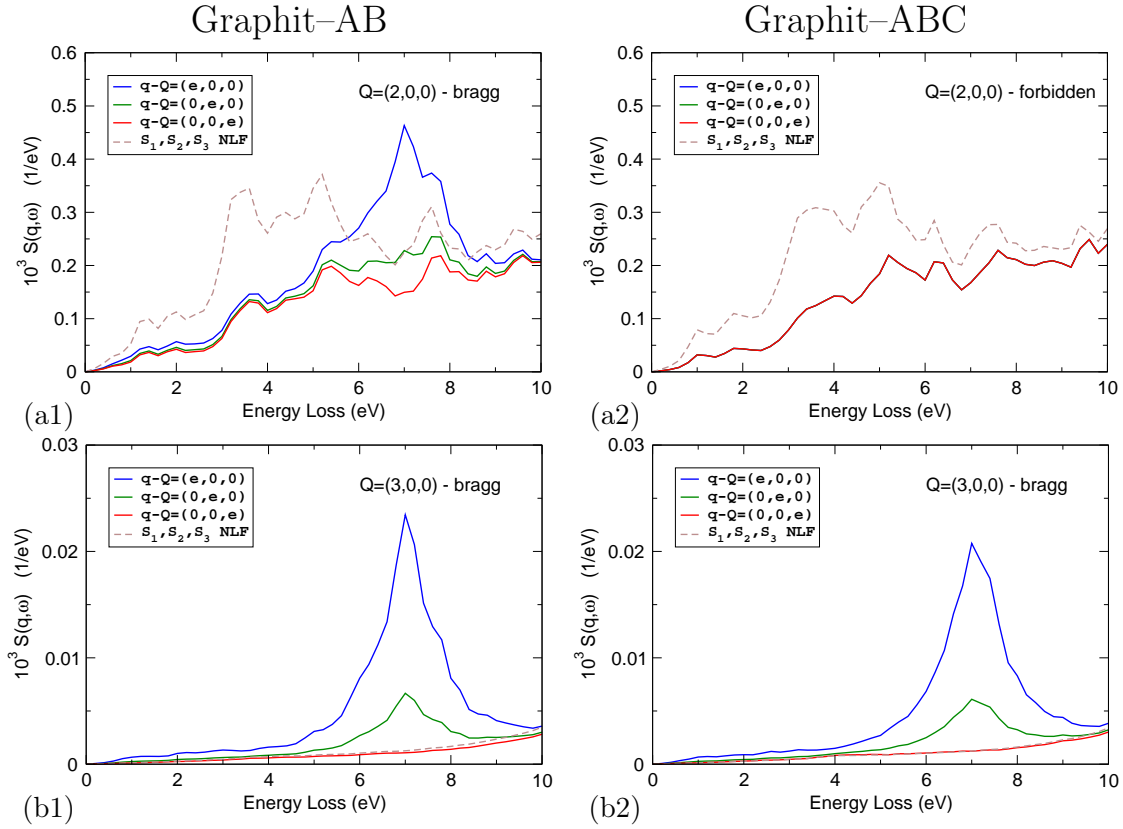 Graphit–AB
Graphit–ABC
0.6
0.5
0.4
0.3
0.2
0.1
0
10³ S(q,ω) (1/eV)
q-Q=(e,0,0)
q-Q=(0,e,0)
q-Q=(0,0,e)
S₁,S₂,S₃ NLF
Q=(2,0,0) - bragg
0 2 4 6 8 10
Energy Loss (eV)
(a1)
0.6
0.5
0.4
0.3
0.2
0.1
0
10³ S(q,ω) (1/eV)
q-Q=(e,0,0)
q-Q=(0,e,0)
q-Q=(0,0,e)
S₁,S₂,S₃ NLF
Q=(2,0,0) - forbidden
0 2 4 6 8 10
Energy Loss (eV)
(a2)
0.03
0.02
0.01
0
10³ S(q,ω) (1/eV)
q-Q=(e,0,0)
q-Q=(0,e,0)
q-Q=(0,0,e)
S₁,S₂,S₃ NLF
Q=(3,0,0) - bragg
0 2 4 6 8 10
Energy Loss (eV)
(b1)
0.03
0.02
0.01
0
10³ S(q,ω) (1/eV)
q-Q=(e,0,0)
q-Q=(0,e,0)
q-Q=(0,0,e)
S₁,S₂,S₃ NLF
Q=(3,0,0) - bragg
0 2 4 6 8 10
Energy Loss (eV)
(b2)